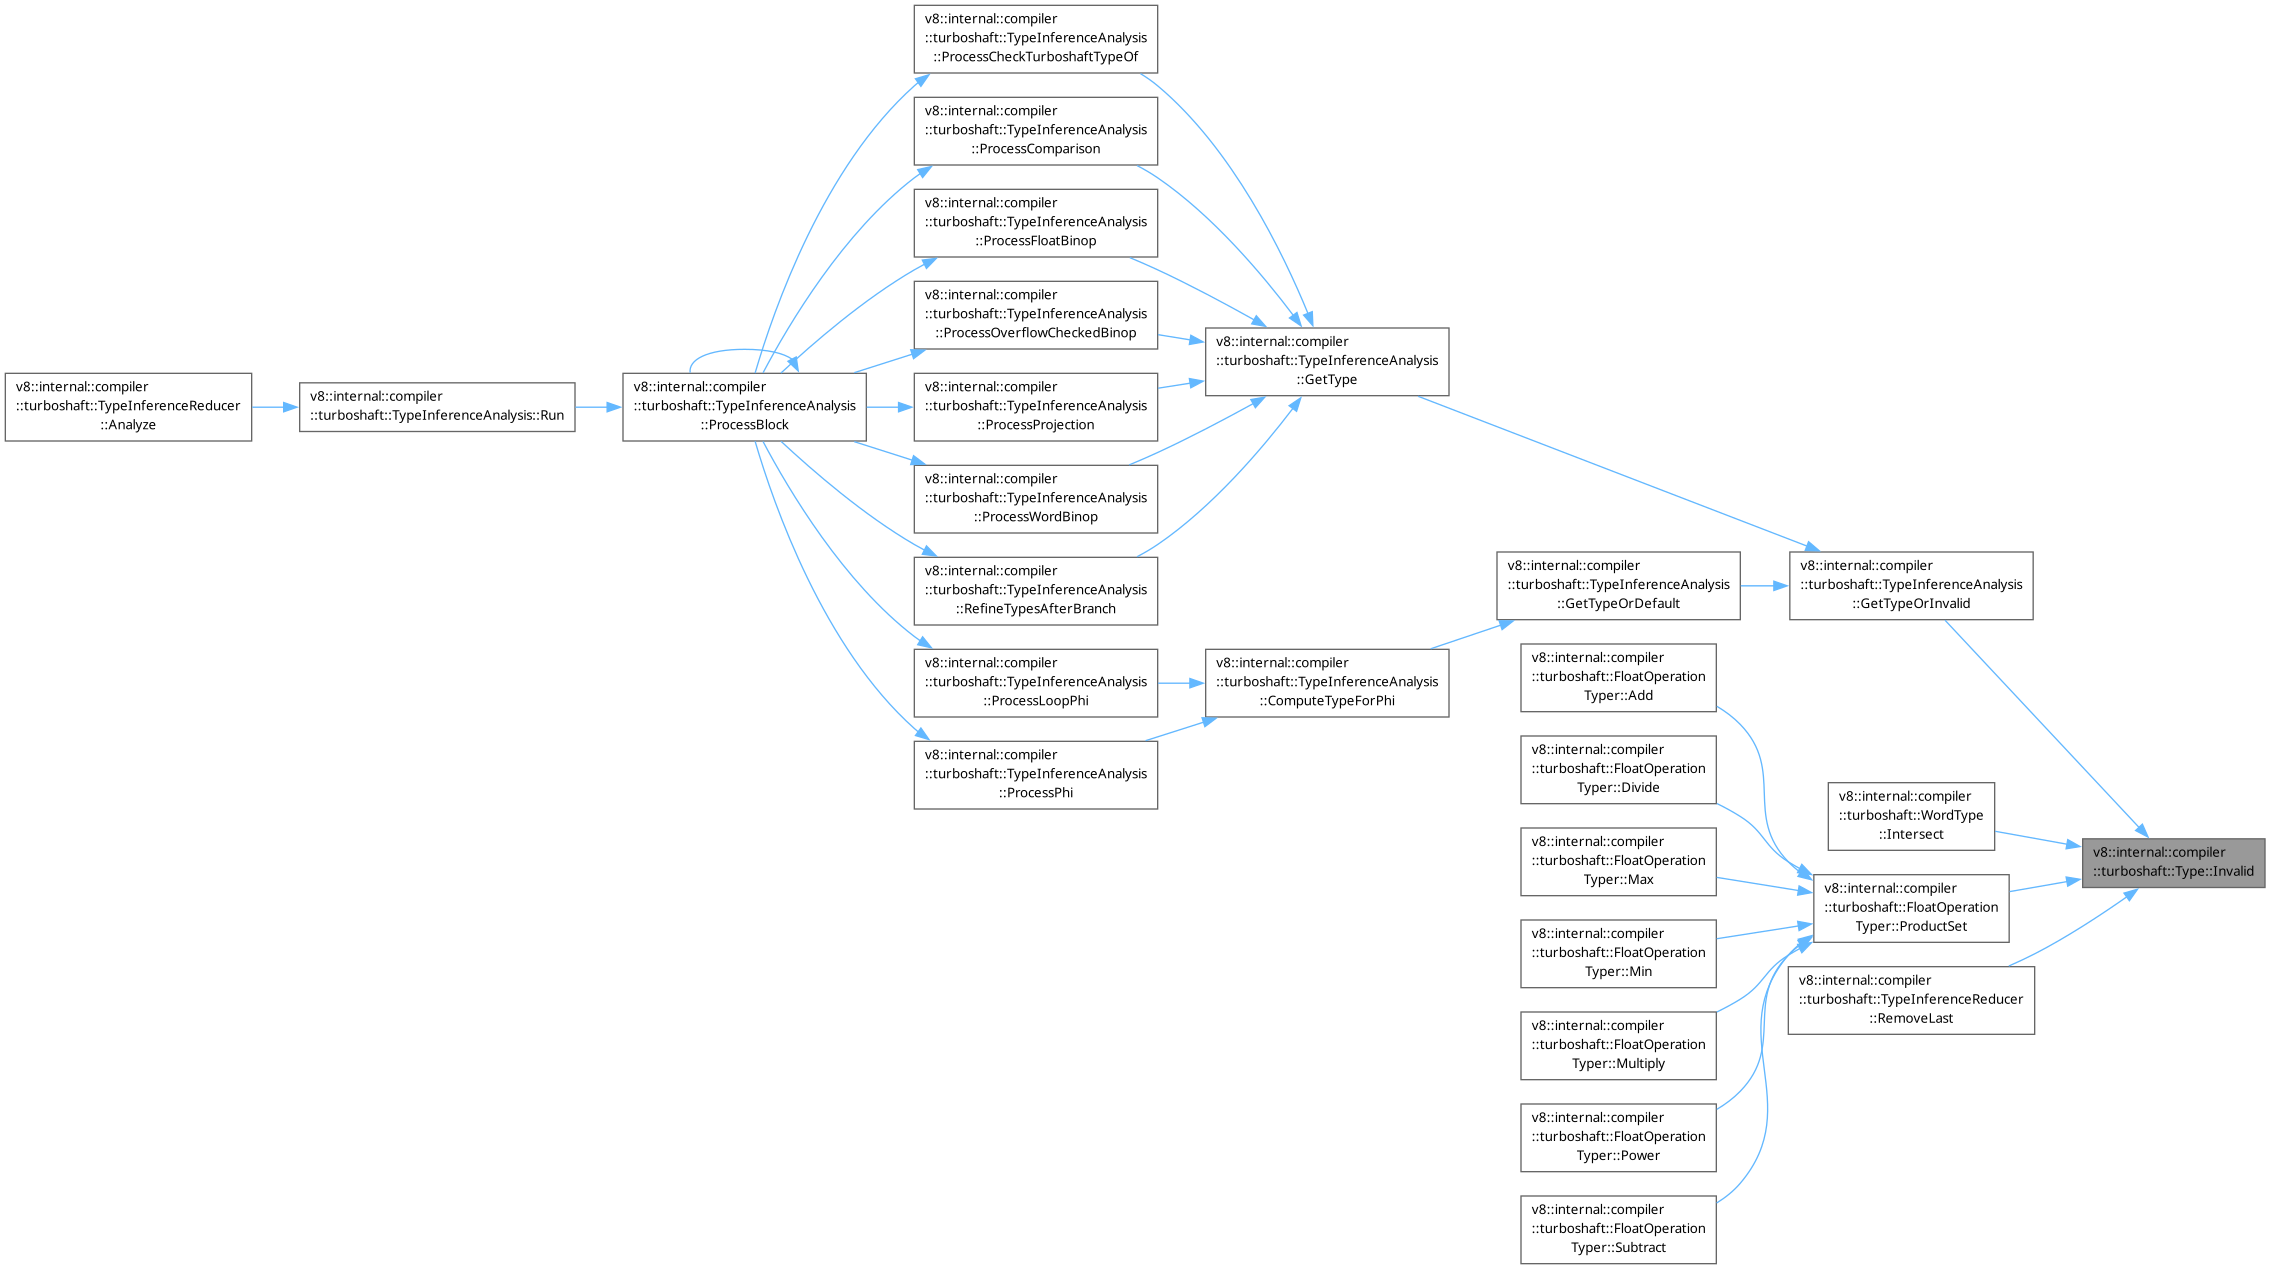 v8::internal::compiler
::turboshaft::TypeInferenceAnalysis
::ProcessCheckTurboshaftTypeOf
v8::internal::compiler
::turboshaft::TypeInferenceAnalysis
::ProcessComparison
v8::internal::compiler
::turboshaft::TypeInferenceAnalysis
::ProcessFloatBinop
v8::internal::compiler
::turboshaft::TypeInferenceAnalysis
::ProcessOverflowCheckedBinop
v8::internal::compiler
::turboshaft::TypeInferenceAnalysis
::GetType
v8::internal::compiler
::turboshaft::TypeInferenceReducer
::Analyze
v8::internal::compiler
::turboshaft::TypeInferenceAnalysis::Run
v8::internal::compiler
::turboshaft::TypeInferenceAnalysis
::ProcessBlock
v8::internal::compiler
::turboshaft::TypeInferenceAnalysis
::ProcessProjection
v8::internal::compiler
::turboshaft::TypeInferenceAnalysis
::ProcessWordBinop
v8::internal::compiler
::turboshaft::TypeInferenceAnalysis
::RefineTypesAfterBranch
v8::internal::compiler
::turboshaft::TypeInferenceAnalysis
::GetTypeOrDefault
v8::internal::compiler
::turboshaft::TypeInferenceAnalysis
::GetTypeOrInvalid
v8::internal::compiler
::turboshaft::TypeInferenceAnalysis
::ProcessLoopPhi
v8::internal::compiler
::turboshaft::TypeInferenceAnalysis
::ComputeTypeForPhi
v8::internal::compiler
::turboshaft::FloatOperation
Typer::Add
v8::internal::compiler
::turboshaft::TypeInferenceAnalysis
::ProcessPhi
v8::internal::compiler
::turboshaft::FloatOperation
Typer::Divide
v8::internal::compiler
::turboshaft::WordType
::Intersect
v8::internal::compiler
::turboshaft::Type::Invalid
v8::internal::compiler
::turboshaft::FloatOperation
Typer::Max
v8::internal::compiler
::turboshaft::FloatOperation
Typer::ProductSet
v8::internal::compiler
::turboshaft::FloatOperation
Typer::Min
v8::internal::compiler
::turboshaft::TypeInferenceReducer
::RemoveLast
v8::internal::compiler
::turboshaft::FloatOperation
Typer::Multiply
v8::internal::compiler
::turboshaft::FloatOperation
Typer::Power
v8::internal::compiler
::turboshaft::FloatOperation
Typer::Subtract